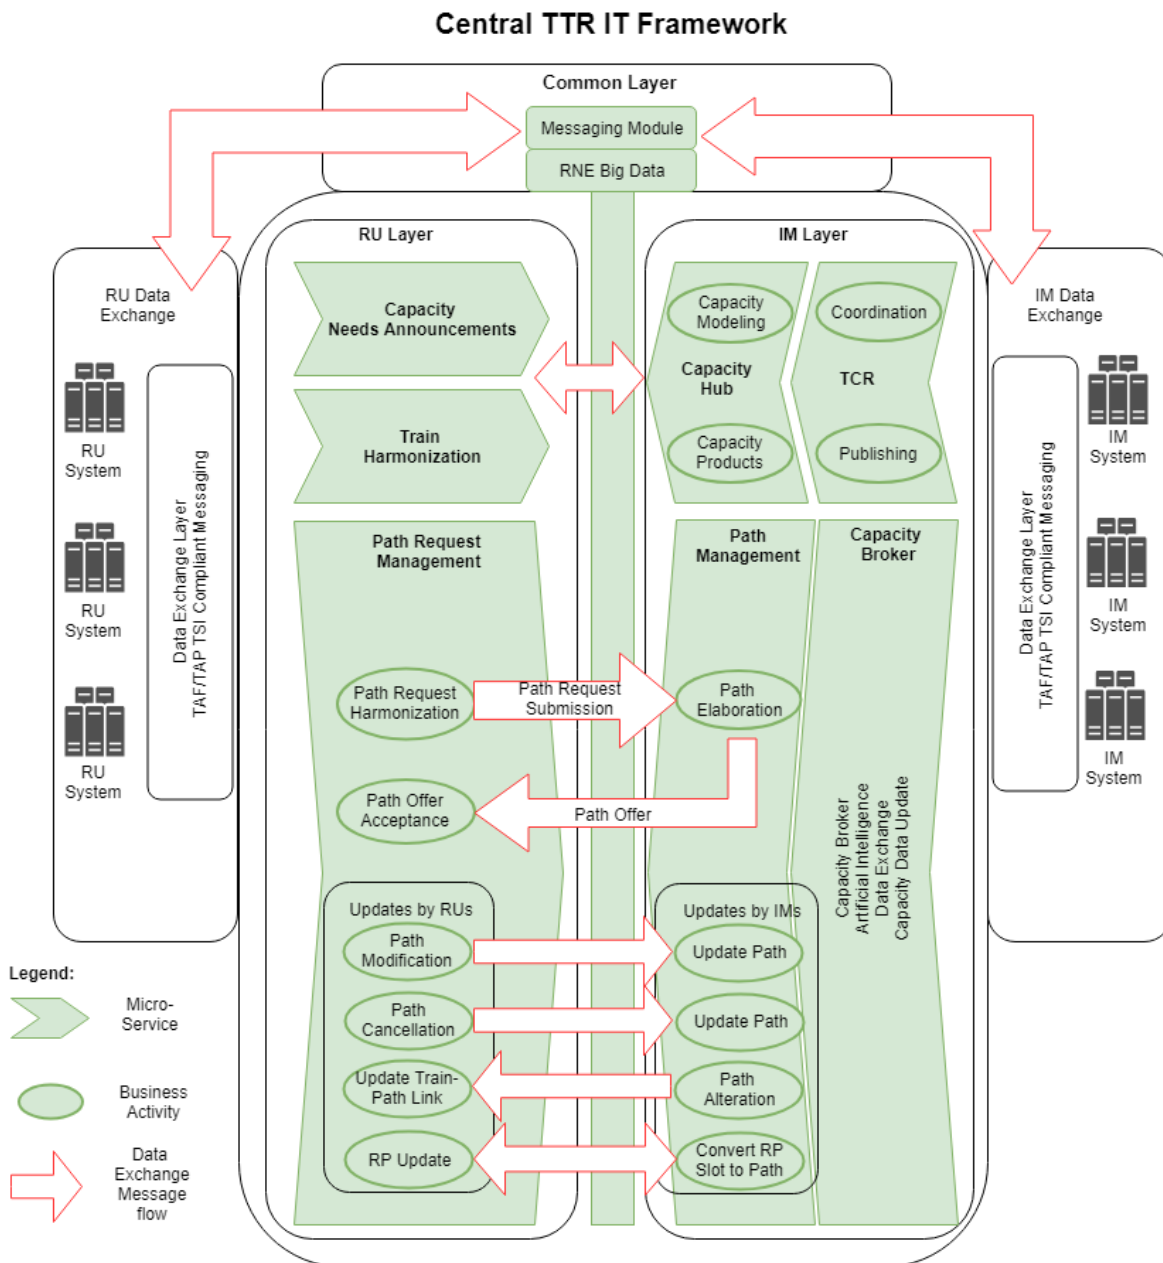 Central TTR IT Framework
Common Layer
Messaging Module
RNE Big Data
RU Layer
IM Layer
RU Data
Exchange
RU
System
RU
System
RU
System
Data Exchange Layer
TAF/TAP TSI Compliant Messaging
Capacity
Needs Announcements
Train
Harmonization
Capacity
Modeling
Capacity
Hub
Capacity
Products
Coordination
TCR
Publishing
IM Data
Exchange
IM
System
IM
System
IM
System
Data Exchange Layer
TAF/TAP TSI Compliant Messaging
Path Request
Management
Path
Management
Capacity
Broker
Path Request
Harmonization
Path Request
Submission
Path
Elaboration
Path Offer
Acceptance
Path Offer
Capacity Broker
Artificial Intelligence
Data Exchange
Capacity Data Update
Updates by RUs
Updates by IMs
Path
Modification
Update Path
Path
Cancellation
Update Path
Update Train-
Path Link
Path
Alteration
RP Update
Convert RP
Slot to Path
Legend:
Micro-
Service
Business
Activity
Data
Exchange
Message
flow